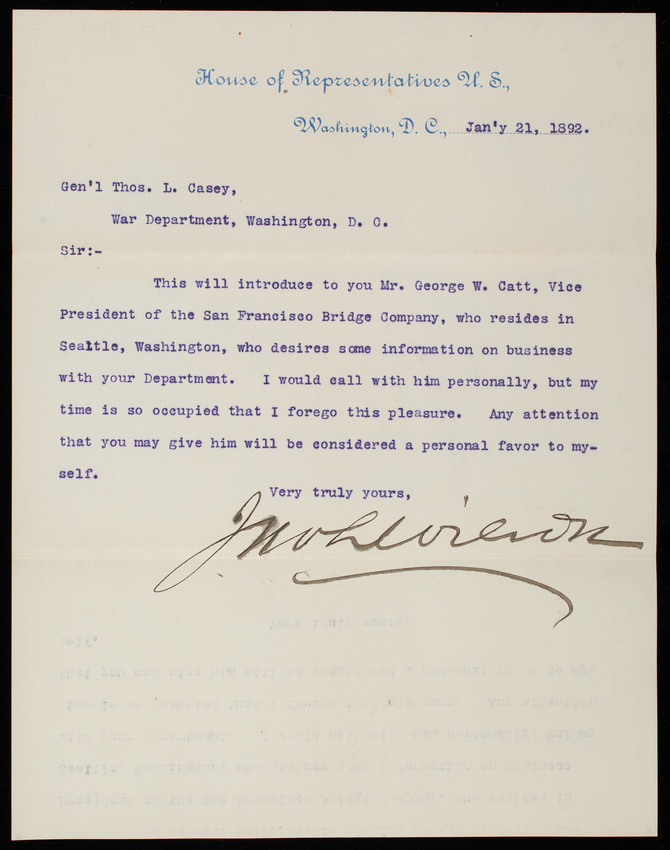 House of Representatives U. S.,
Washington, D. C., Jan'y 21, 1892.
Gen'l Thos. L. Casey,
War Department, Washington, D. C.
Sir:-
This will introduce to you Mr. George W. Catt, Vice
President of the San Francisco Bridge Company, who resides in
Seattle, Washington, who desires some information on business
with your Department. I would call with him personally, but my
time is so occupied that I forego this pleasure. Any attention
that you may give him will be considered a personal favor to my-
self.
Very truly yours,
Jno L Wilson